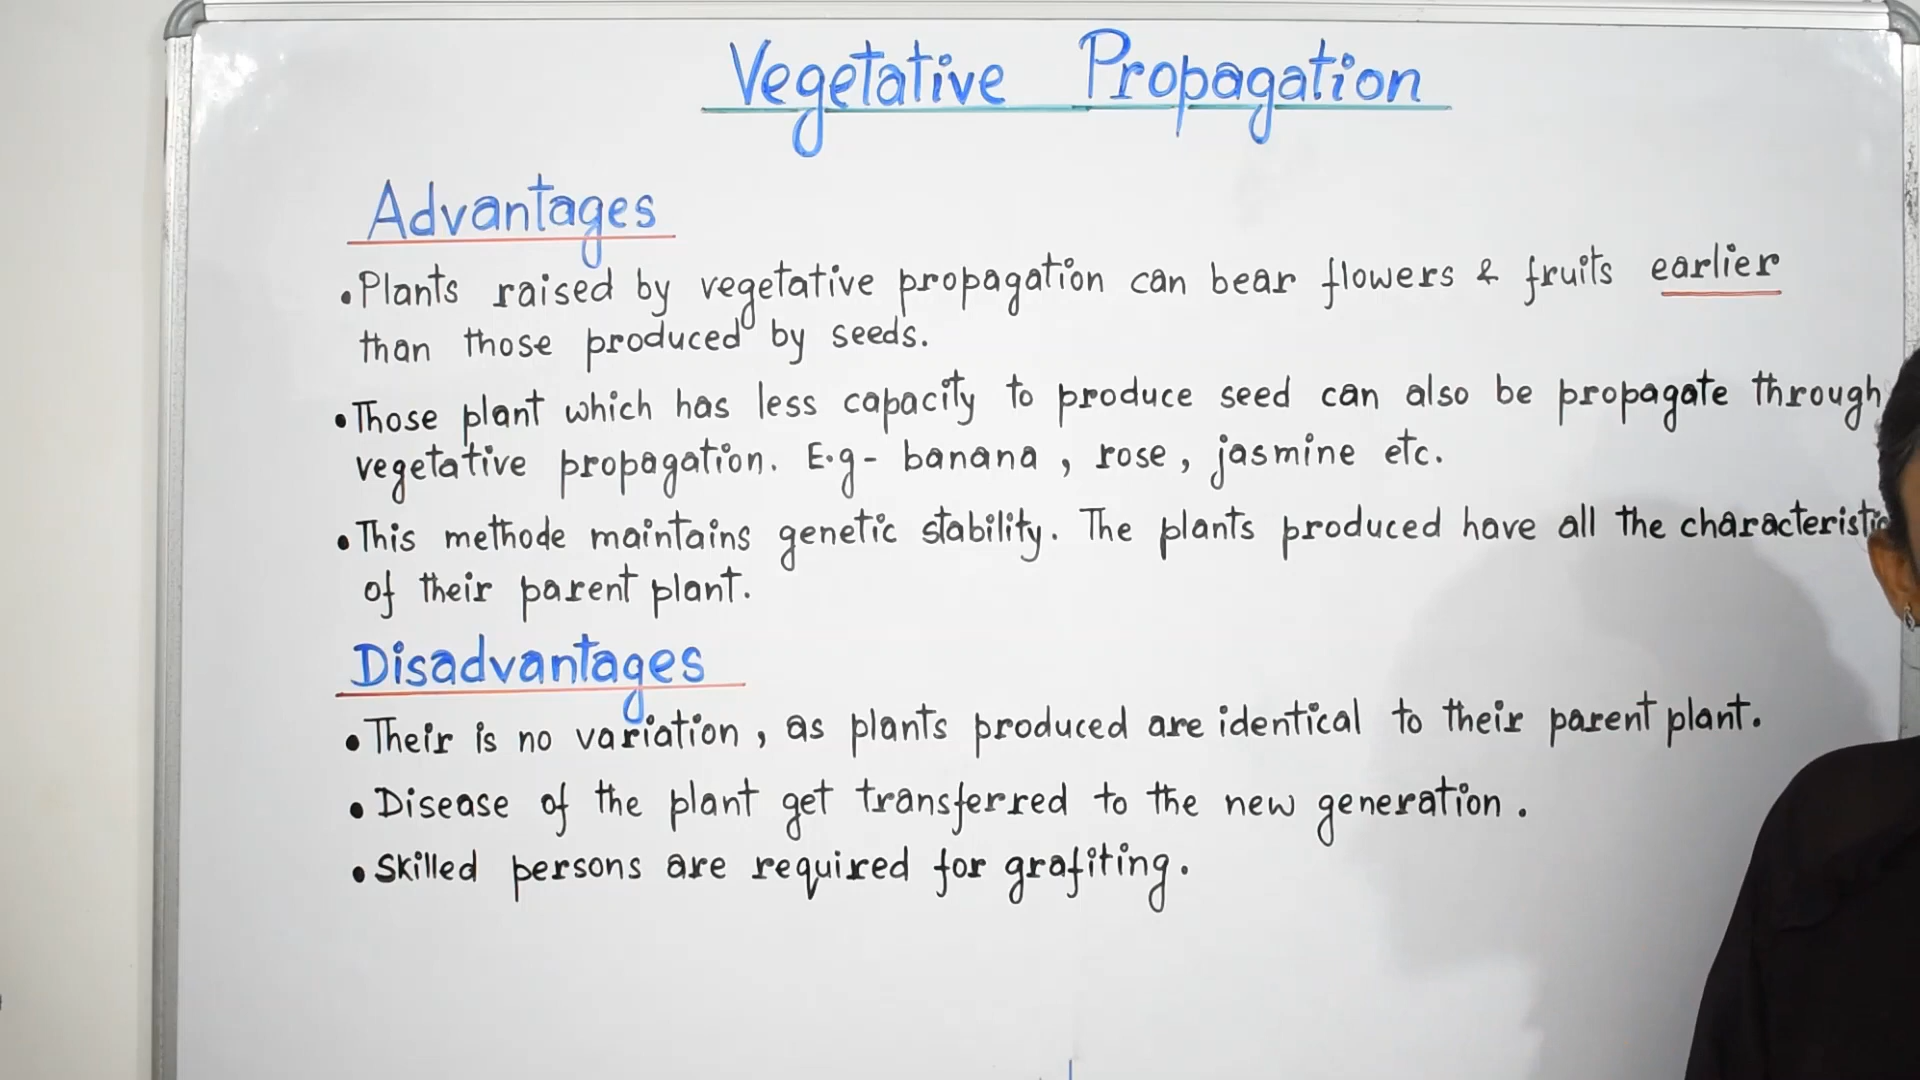 Vegetative Propagation
Advantages
• Plants raised by vegetative propagation can bear flowers & fruits earlier
than those produced by seeds.
• Those plant which has less capacity to produce seed can also be propagate through
vegetative propagation. E.g- banana, rose, jasmine etc.
• This methode maintains genetic stability. The plants produced have all the characteristic
of their parent plant.
Disadvantages
• Their is no variation, as plants produced are identical to their parent plant.
• Disease of the plant get transferred to the new generation.
• Skilled persons are required for grafiting.